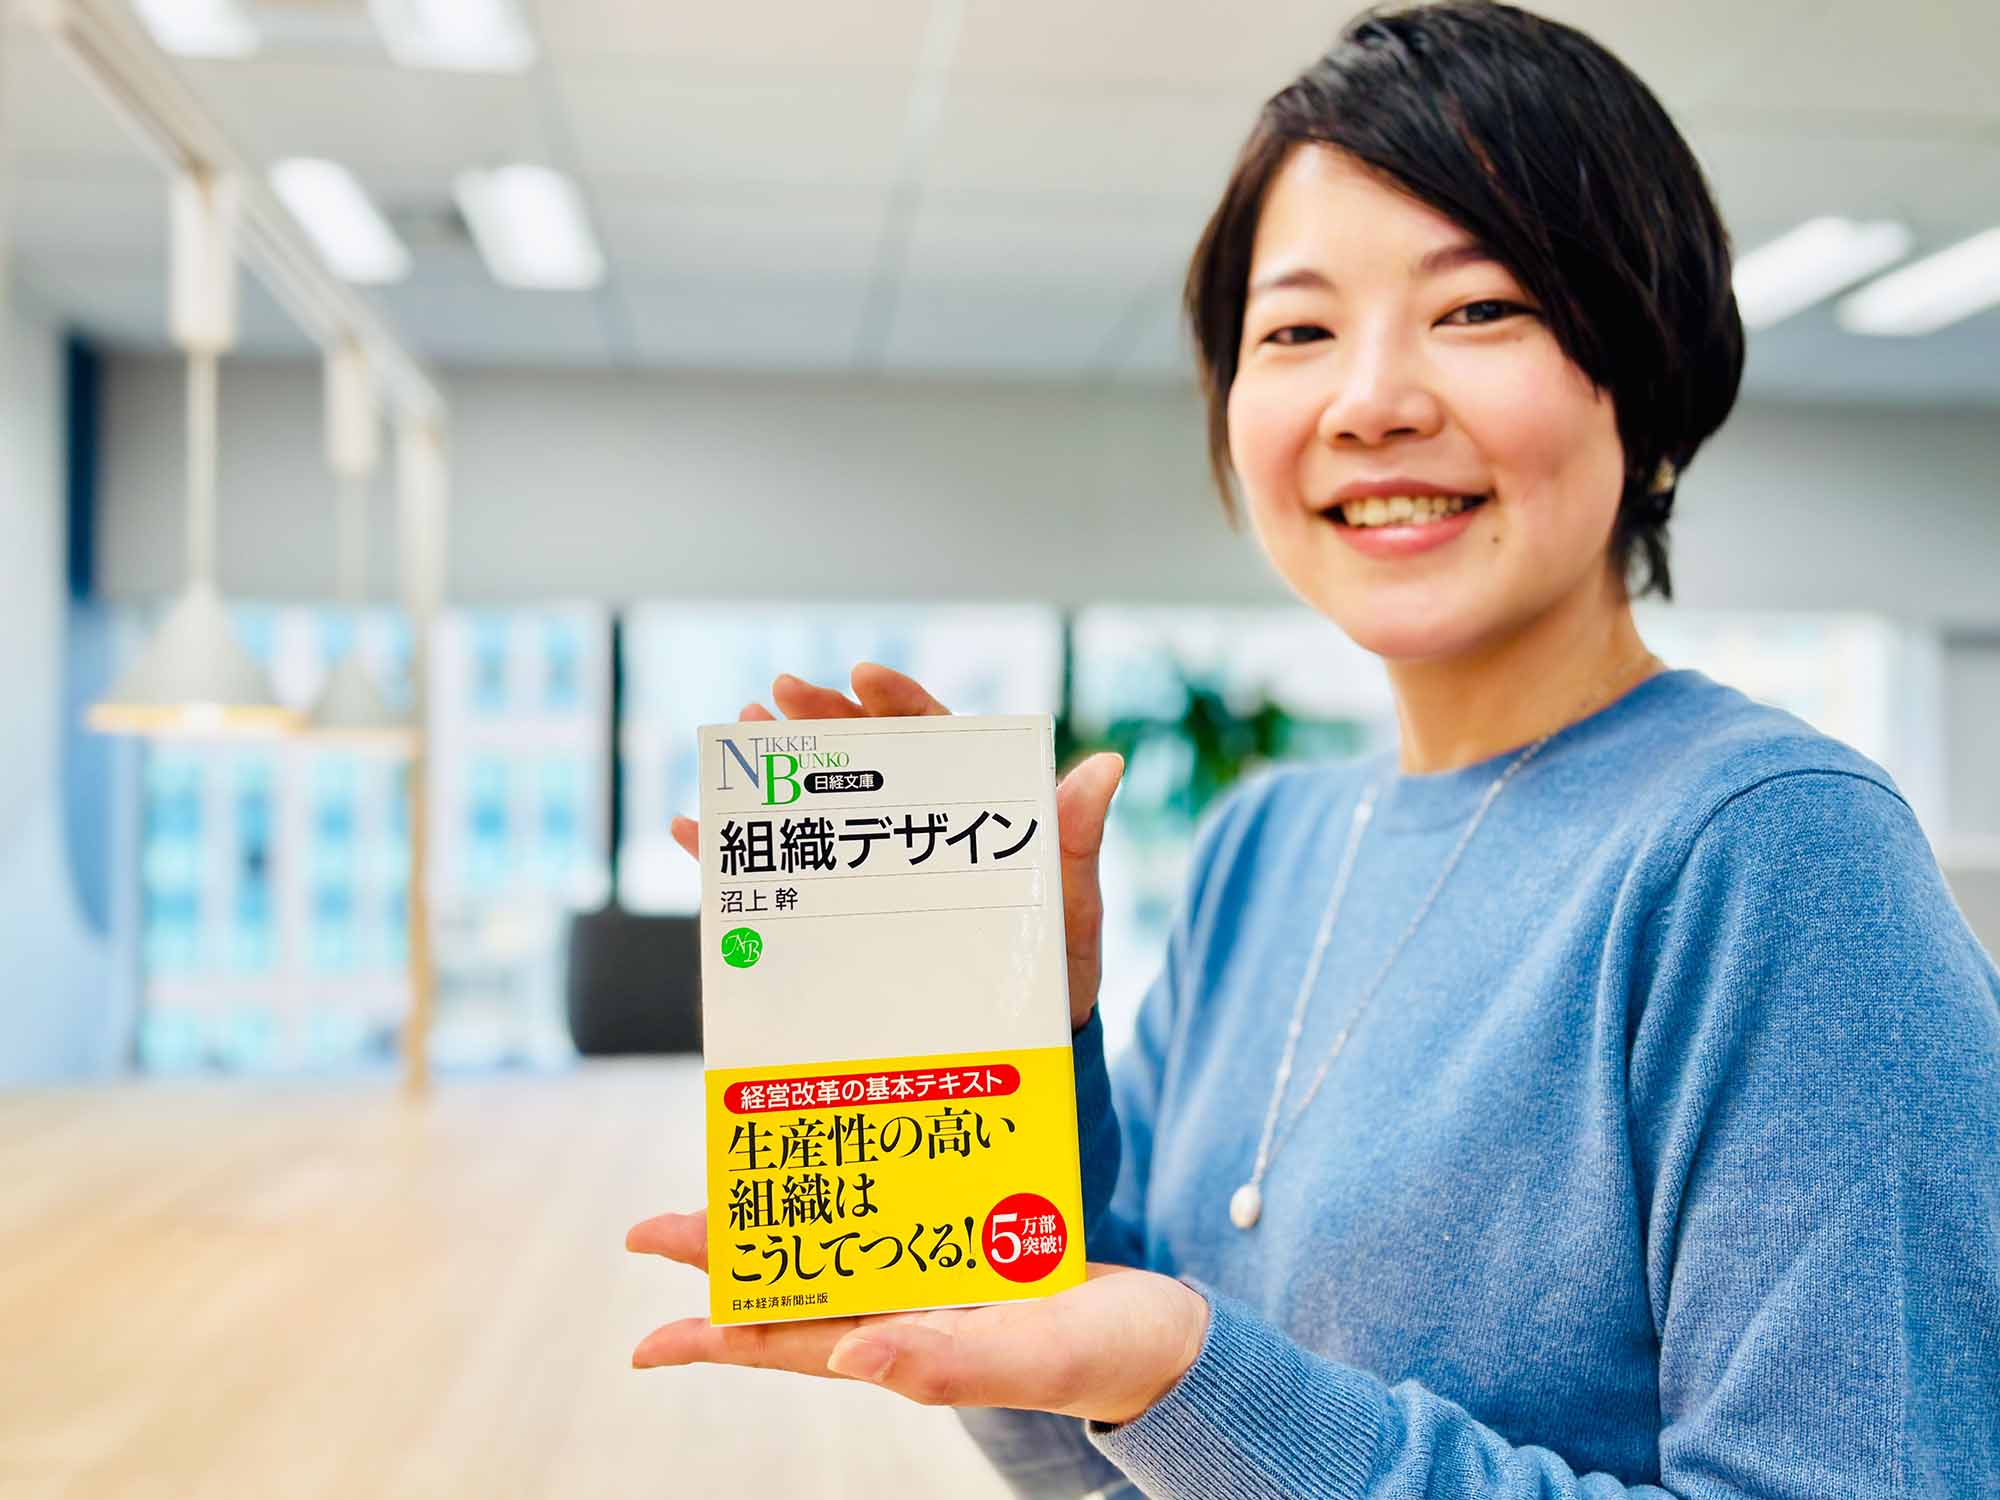 NIKKEI
BUNKO
日経文庫
組織デザイン
沼上 幹
NB
経営改革の基本テキスト
生産性の高い
組織は
こうしてつくる!
5万部
突破!
日本経済新聞出版